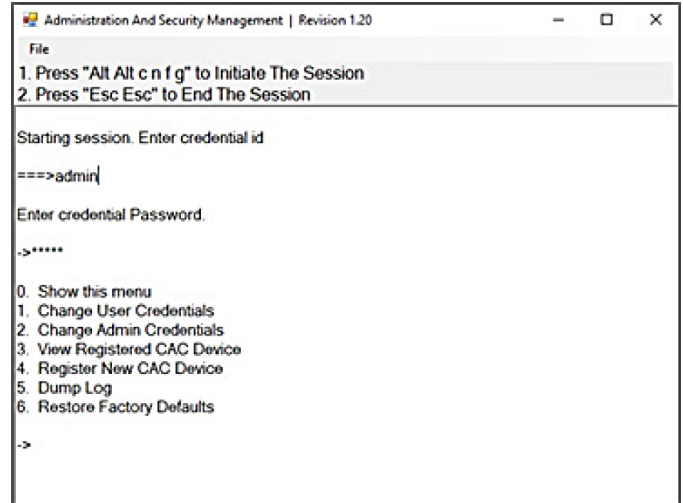 Administration And Security Management | Revision 1.20
File
1. Press "Alt Alt c n f g" to Initiate The Session
2. Press "Esc Esc" to End The Session
Starting session. Enter credential id
===>admin
Enter credential Password.
->*****
0. Show this menu
1. Change User Credentials
2. Change Admin Credentials
3. View Registered CAC Device
4. Register New CAC Device
5. Dump Log
6. Restore Factory Defaults
->